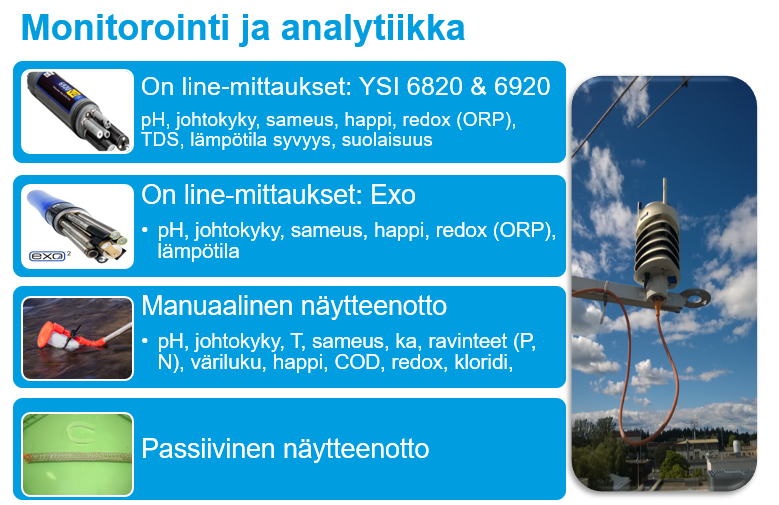 Monitorointi ja analytiikka
On line-mittaukset: YSI 6820 & 6920
pH, johtokyky, sameus, happi, redox (ORP),
TDS, lämpötila syvyys, suolaisuus
6820
On line-mittaukset: Exo
• pH, johtokyky, sameus, happi, redox (ORP),
lämpötila
exo2
Manuaalinen näytteenotto
• pH, johtokyky, T, sameus, ka, ravinteet (P,
N), väriluku, happi, COD, redox, kloridi,
Passiivinen näytteenotto